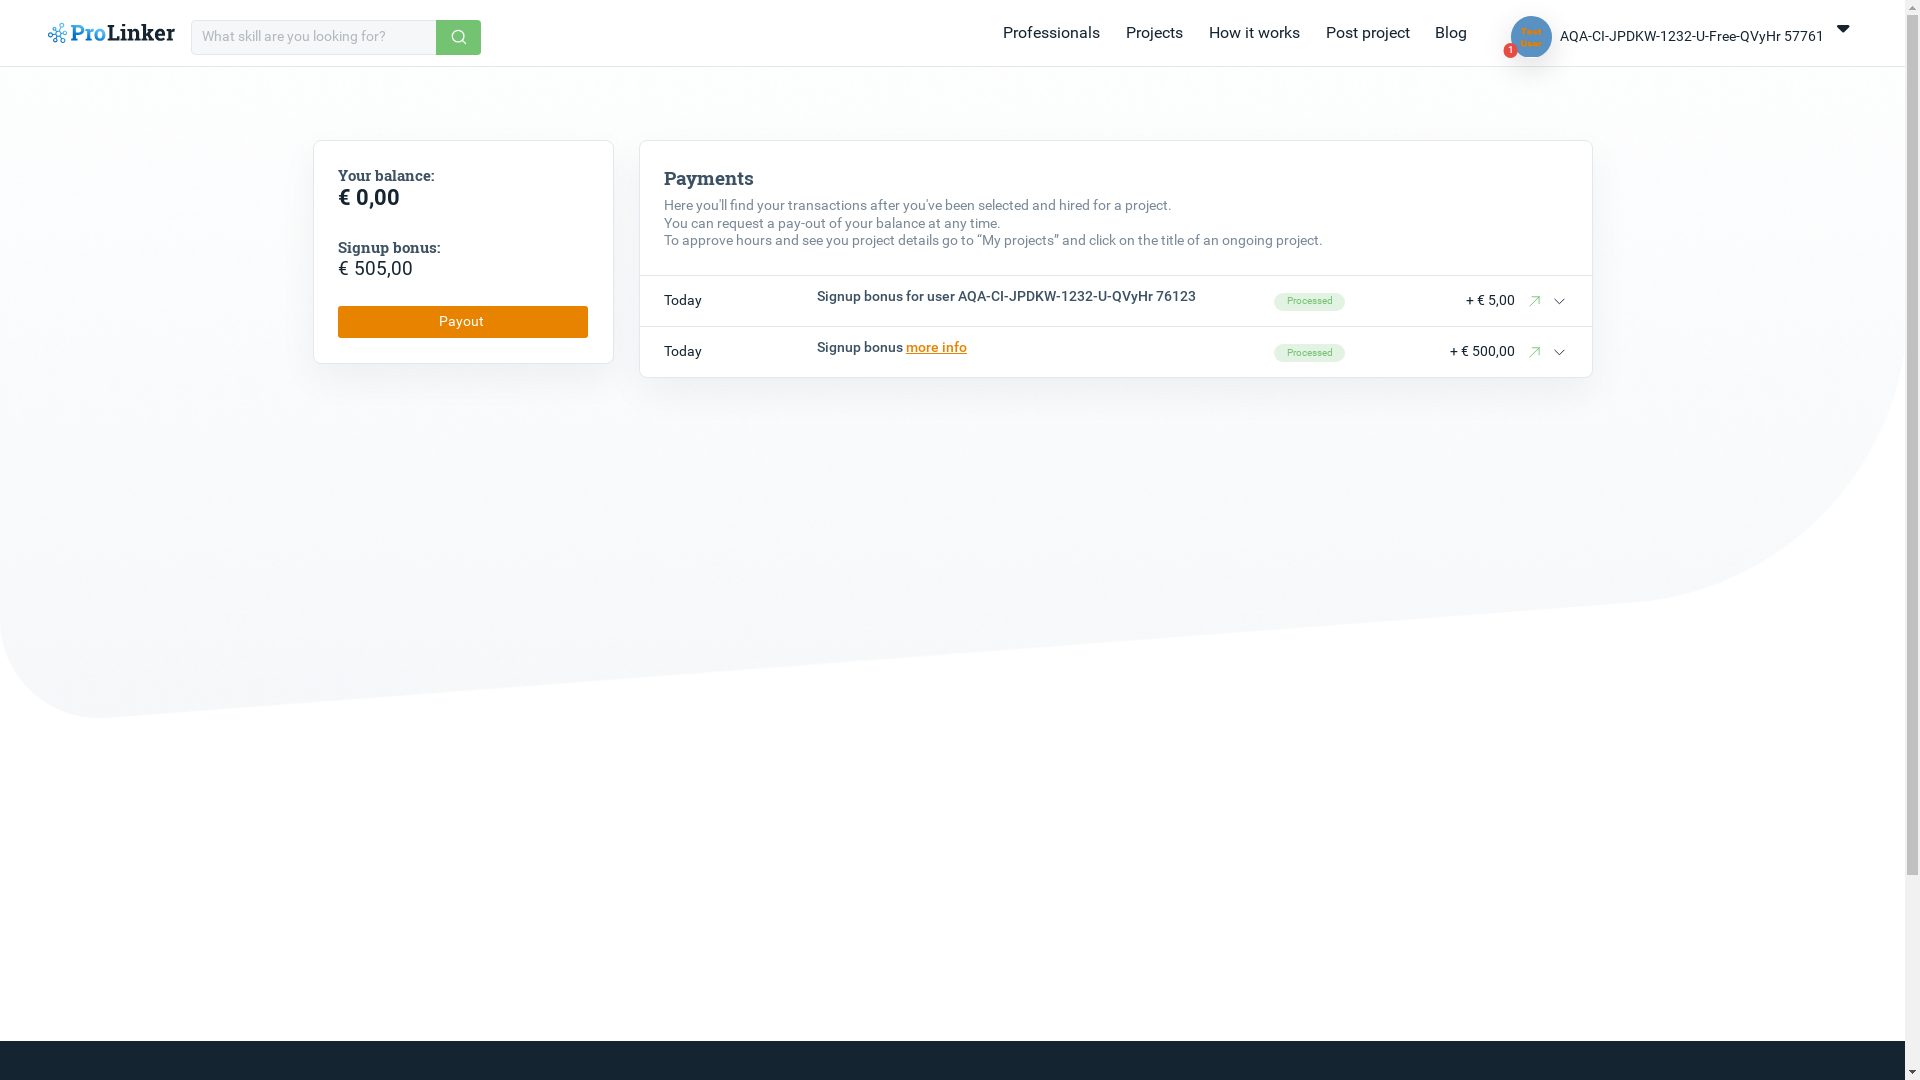 ProLinker
What skill are you looking for?
Professionals
Projects
How it works
Post project
Blog
Test
User
1
AQA-CI-JPDKW-1232-U-Free-QVyHr 57761
Your balance:
€ 0,00
Signup bonus:
€ 505,00
Payout
Payments
Here you'll find your transactions after you've been selected and hired for a project.
You can request a pay-out of your balance at any time.
To approve hours and see you project details go to “My projects” and click on the title of an ongoing project.
Today Signup bonus for user AQA-CI-JPDKW-1232-U-QVyHr 76123 Processed + € 5,00
Today Signup bonus more info Processed + € 500,00